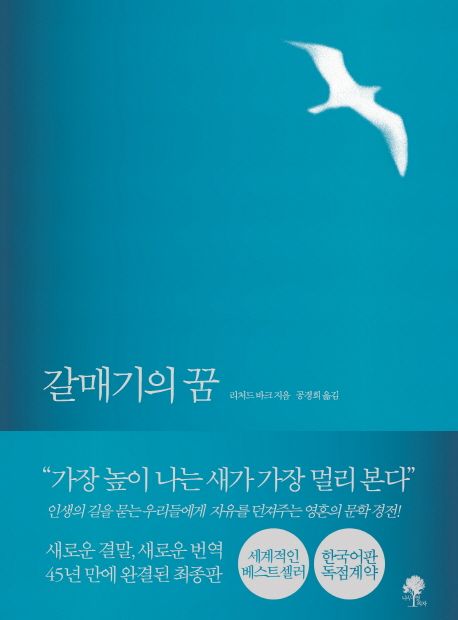 갈매기의 꿈 리처드 바크 지음 공경희 옮김
“가장 높이 나는 새가 가장 멀리 본다”
인생의 길을 묻는 우리들에게 자유를 던져주는 영혼의 문학 경전!
새로운 결말, 새로운 번역
45년 만에 완결된 최종판
세계적인
베스트셀러
한국어판
독점계약
나무옆의자